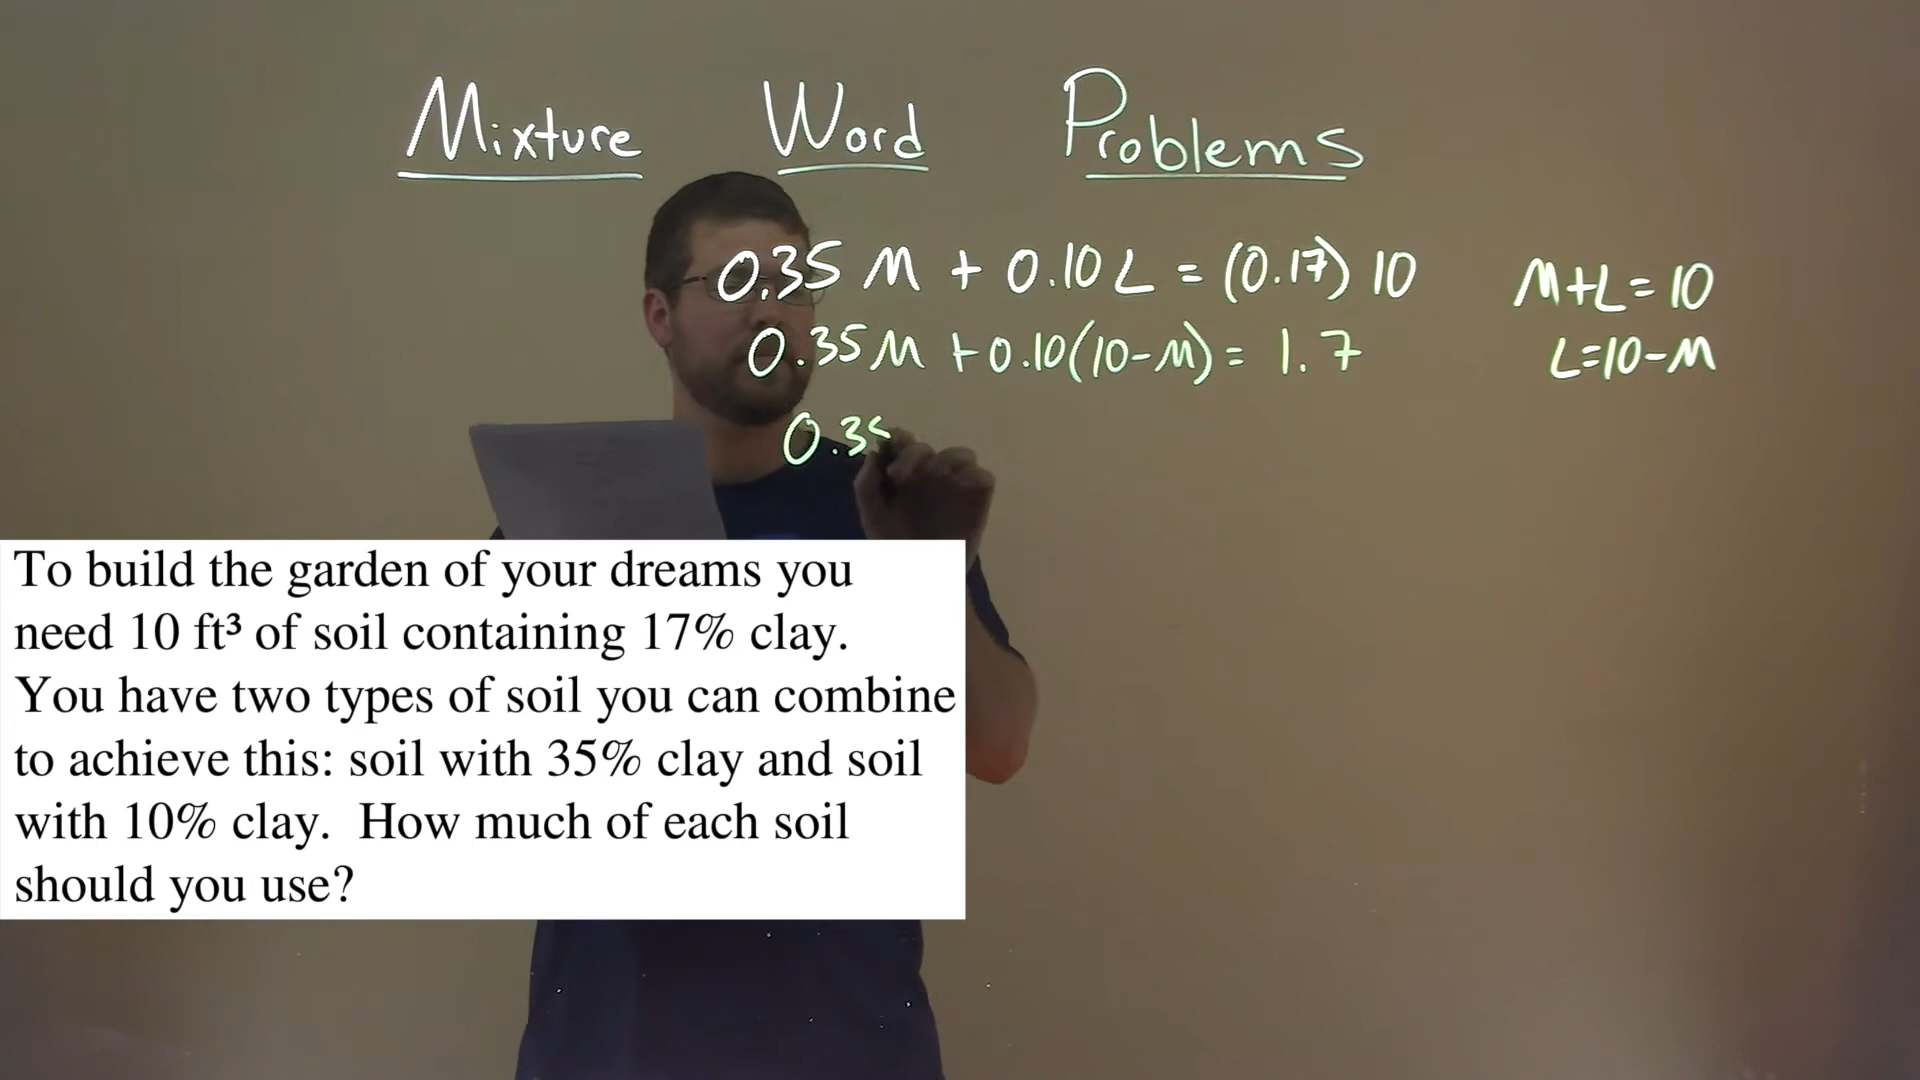 Mixture Word Problems
0.35 M + 0.10 L = (0.17) 10
M+L=10
0.35 M + 0.10(10-M) = 1.7
L=10-M
0.35
To build the garden of your dreams you
need 10 ft³ of soil containing 17% clay.
You have two types of soil you can combine
to achieve this: soil with 35% clay and soil
with 10% clay. How much of each soil
should you use?